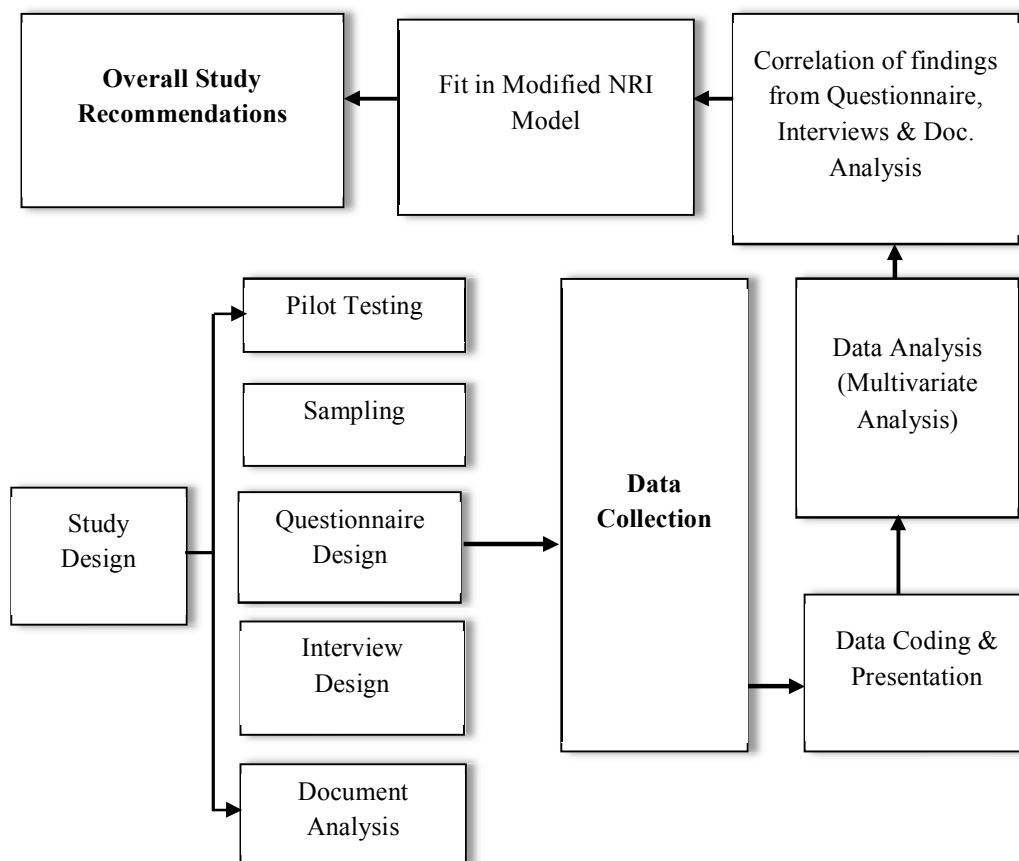 Overall Study
Recommendations
Fit in Modified NRI
Model
Correlation of findings
from Questionnaire,
Interviews & Doc.
Analysis
Pilot Testing
Sampling
Study
Design
Questionnaire
Design
Interview
Design
Document
Analysis
Data
Collection
Data Analysis
(Multivariate
Analysis)
Data Coding &
Presentation